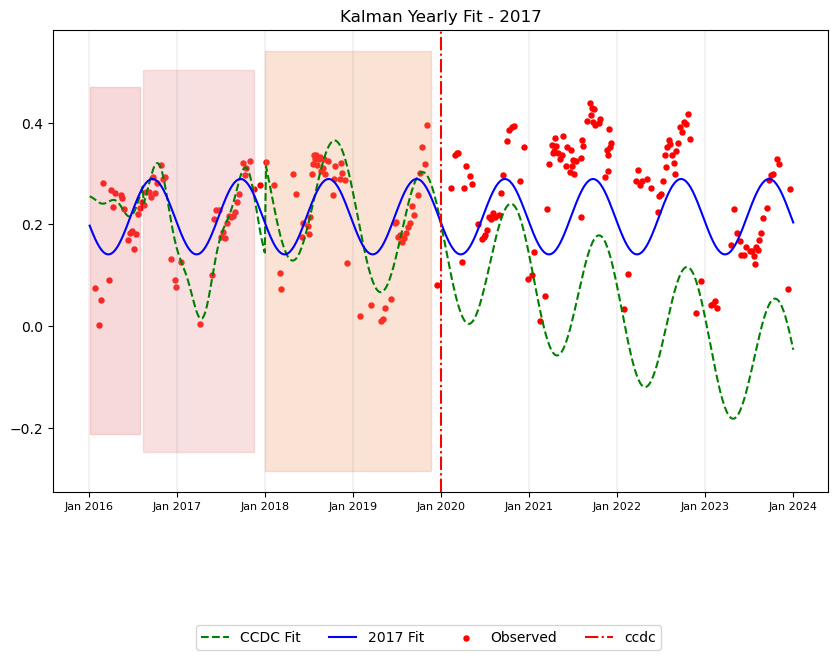 Kalman Yearly Fit - 2017
0.4
0.2
0.0
−0.2
Jan 2016 Jan 2017 Jan 2018 Jan 2019 Jan 2020 Jan 2021 Jan 2022 Jan 2023 Jan 2024
CCDC Fit 2017 Fit Observed ccdc